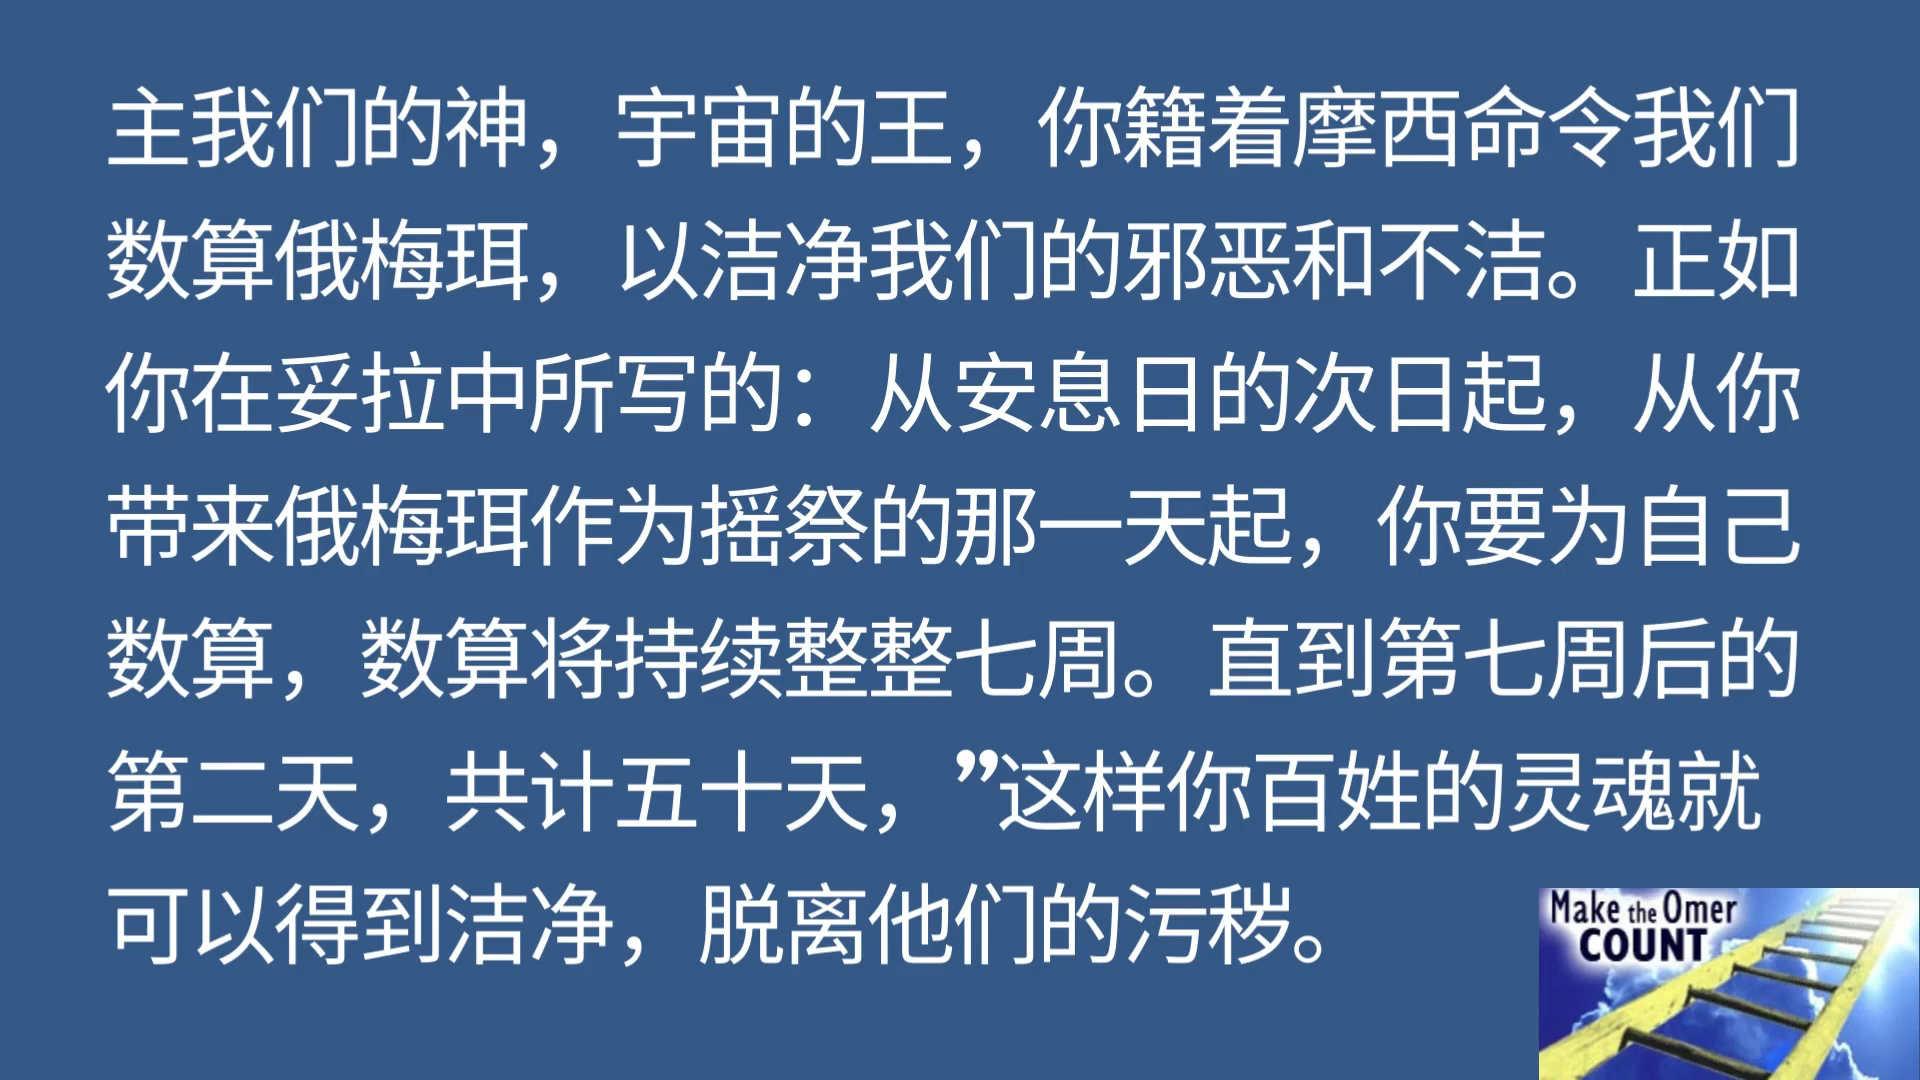 主我们的神，宇宙的王，你籍着摩西命令我们
数算俄梅珥，以洁净我们的邪恶和不洁。正如
你在妥拉中所写的：从安息日的次日起，从你
带来俄梅珥作为摇祭的那一天起，你要为自己
数算，数算将持续整整七周。直到第七周后的
第二天，共计五十天，”这样你百姓的灵魂就
可以得到洁净，脱离他们的污秽。
Make the Omer
COUNT